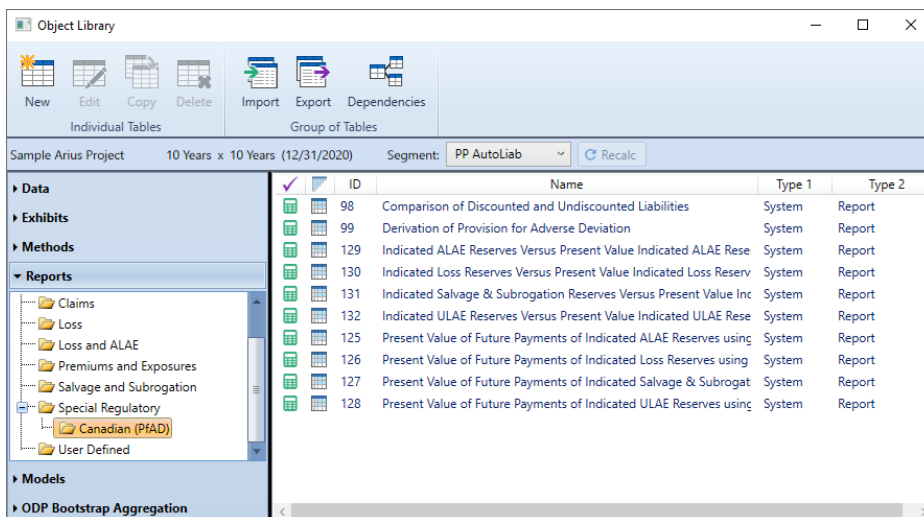 Object Library
New Edit Copy Delete Import Export Dependencies
Individual Tables Group of Tables
Sample Arius Project 10 Years x 10 Years (12/31/2020) Segment: PP AutoLiab Recalc
Data
Exhibits
Methods
Reports
Claims
Loss
Loss and ALAE
Premiums and Exposures
Salvage and Subrogation
Special Regulatory
Canadian (PfAD)
User Defined
Models
ODP Bootstrap Aggregation
ID Name Type 1 Type 2
98 Comparison of Discounted and Undiscounted Liabilities System Report
99 Derivation of Provision for Adverse Deviation System Report
129 Indicated ALAE Reserves Versus Present Value Indicated ALAE Rese System Report
130 Indicated Loss Reserves Versus Present Value Indicated Loss Reserv System Report
131 Indicated Salvage & Subrogation Reserves Versus Present Value Inc System Report
132 Indicated ULAE Reserves Versus Present Value Indicated ULAE Rese System Report
125 Present Value of Future Payments of Indicated ALAE Reserves using System Report
126 Present Value of Future Payments of Indicated Loss Reserves using System Report
127 Present Value of Future Payments of Indicated Salvage & Subrogat System Report
128 Present Value of Future Payments of Indicated ULAE Reserves using System Report